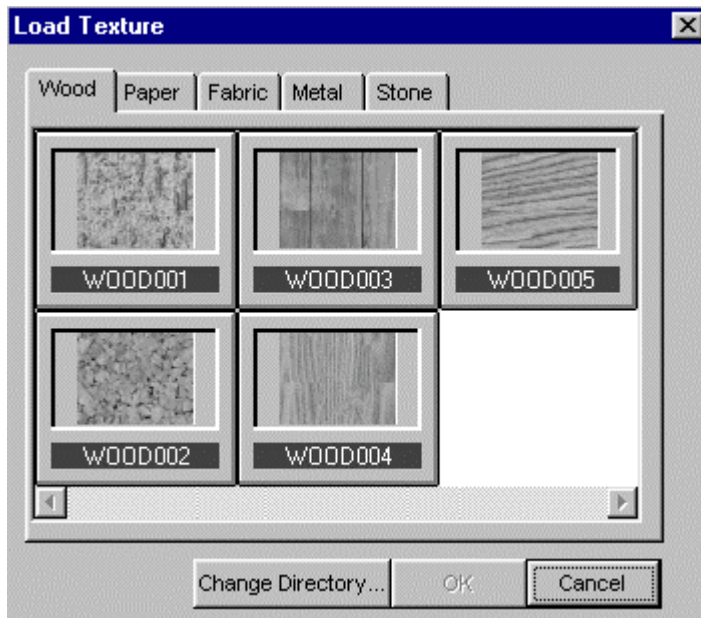 Load Texture
Wood Paper Fabric Metal Stone
WOOD001 WOOD003 WOOD005
WOOD002 WOOD004
Change Directory... OK Cancel